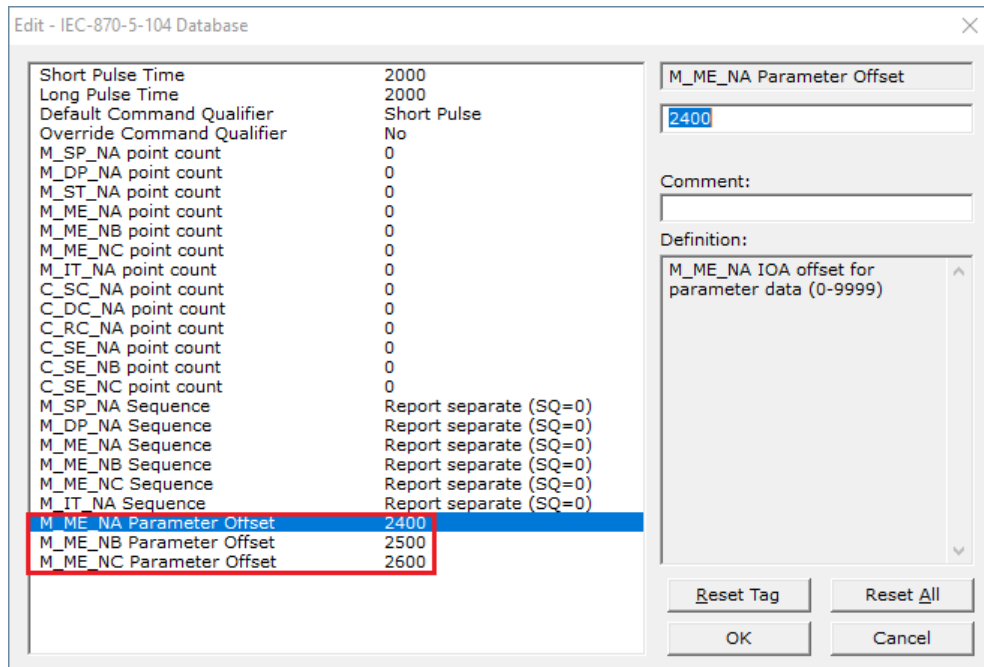 Edit - IEC-870-5-104 Database
Short Pulse Time 2000
Long Pulse Time 2000
Default Command Qualifier Short Pulse
Override Command Qualifier No
M_SP_NA point count 0
M_DP_NA point count 0
M_ST_NA point count 0
M_ME_NA point count 0
M_ME_NB point count 0
M_ME_NC point count 0
M_IT_NA point count 0
C_SC_NA point count 0
C_DC_NA point count 0
C_RC_NA point count 0
C_SE_NA point count 0
C_SE_NB point count 0
C_SE_NC point count 0
M_SP_NA Sequence Report separate (SQ=0)
M_DP_NA Sequence Report separate (SQ=0)
M_ME_NA Sequence Report separate (SQ=0)
M_ME_NB Sequence Report separate (SQ=0)
M_ME_NC Sequence Report separate (SQ=0)
M_IT_NA Sequence Report separate (SQ=0)
M_ME_NA Parameter Offset 2400
M_ME_NB Parameter Offset 2500
M_ME_NC Parameter Offset 2600
M_ME_NA Parameter Offset
2400
Comment:
Definition:
M_ME_NA IOA offset for
parameter data (0-9999)
Reset Tag Reset All
OK Cancel